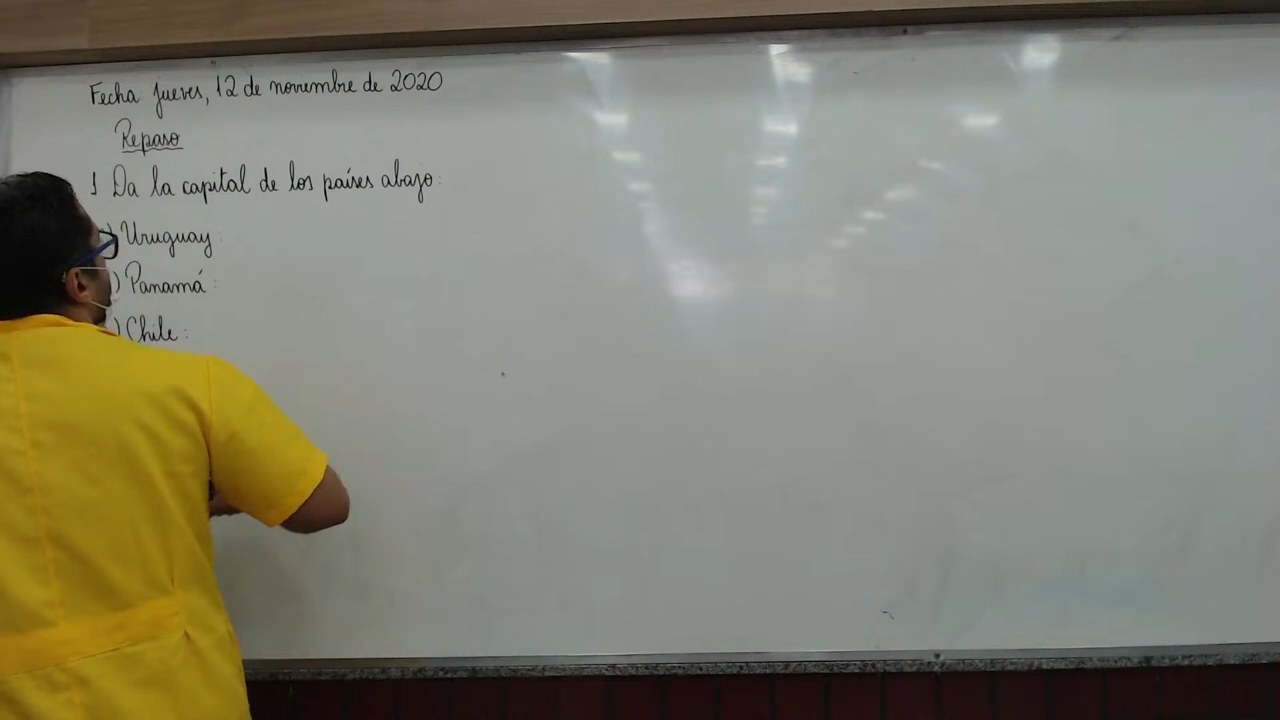 Fecha jueves, 12 de noviembre de 2020
Repaso
1 Da la capital de los países abajo:
) Uruguay:
) Panamá:
) Chile: